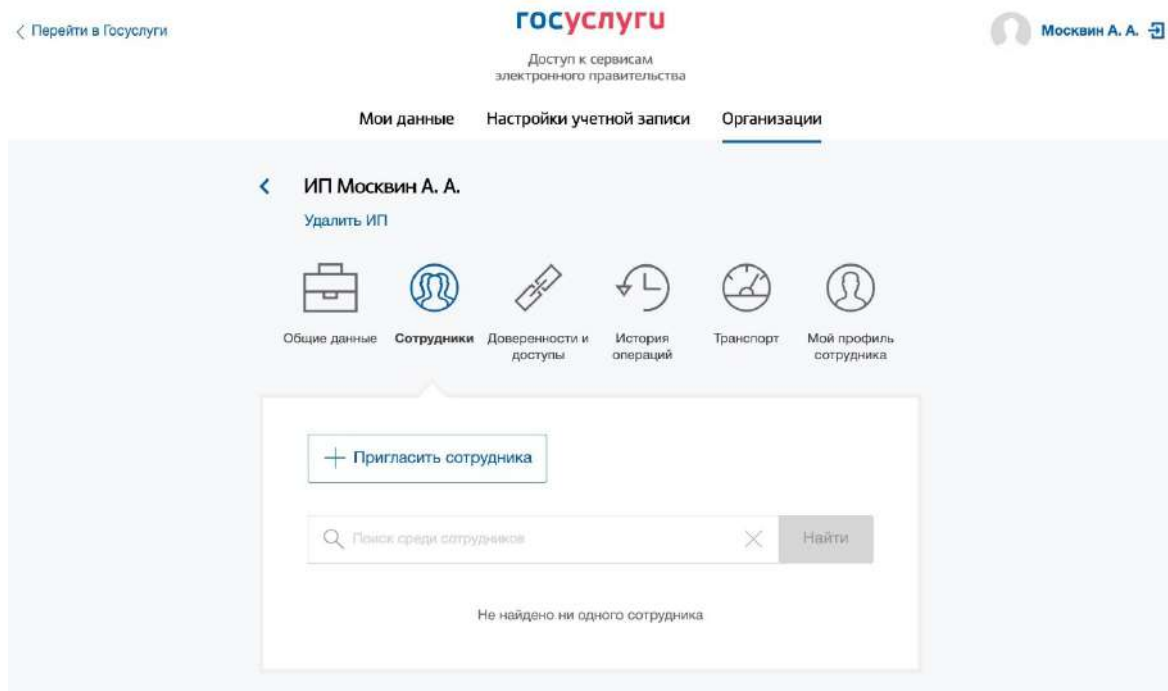 Перейти в Госуслуги
госуслуги
Москвин А. А.
Доступ к сервисам
электронного правительства
Мои данные
Настройки учетной записи
Организации
ИП Москвин А. А.
Удалить ИП
Общие данные
Сотрудники
Доверенности и
доступы
История
операций
Транспорт
Мой профиль
сотрудника
Пригласить сотрудника
Поиск среди сотрудников
Найти
Не найдено ни одного сотрудника